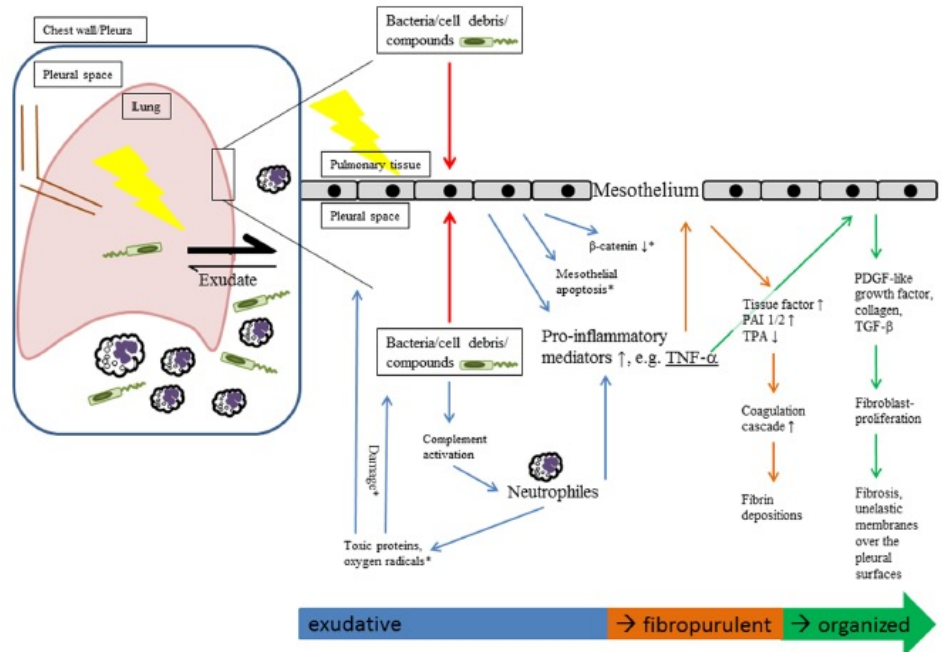 Chest wall/Pleura
Pleural space
Lung
Exudate
Bacteria/cell debris/
compounds
Pulmonary tissue
Mesothelium
Pleural space
β-catenin ↓*
Mesothelial
apoptosis*
Pro-inflammatory
mediators ↑, e.g. TNF-α
Bacteria/cell debris/
compounds
Complement
activation
Damage*
Neutrophiles
Toxic proteins,
oxygen radicals*
Tissue factor ↑
PAI 1/2 ↑
TPA ↓
Coagulation
cascade ↑
Fibrin
depositions
PDGF-like
growth factor,
collagen,
TGF-β
Fibroblast-
proliferation
Fibrosis,
unelastic
membranes
over the
pleural
surfaces
exudative → fibropurulent → organized